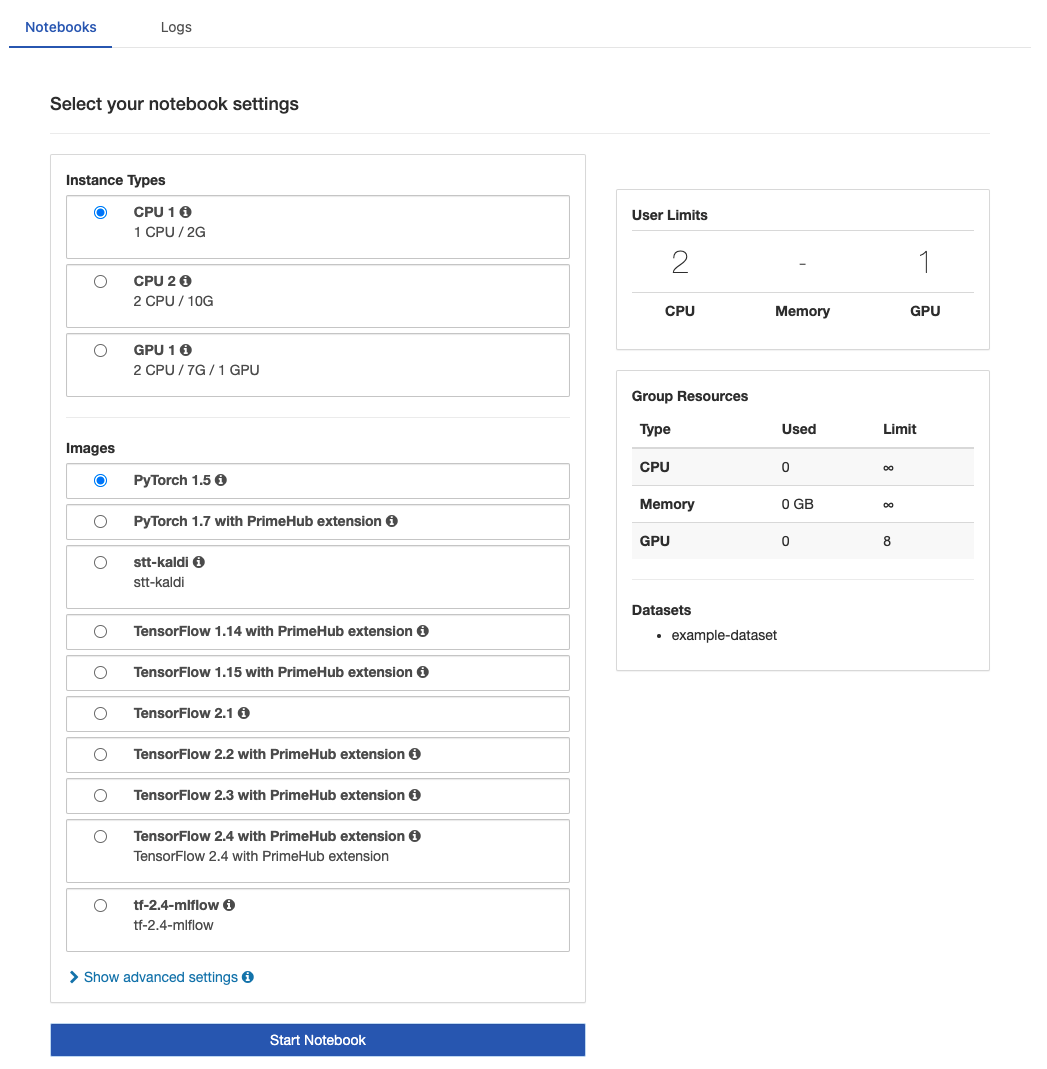 Notebooks Logs
Select your notebook settings
Instance Types
CPU 1
1 CPU / 2G
CPU 2
2 CPU / 10G
GPU 1
2 CPU / 7G / 1 GPU
Images
PyTorch 1.5
PyTorch 1.7 with PrimeHub extension
stt-kaldi
stt-kaldi
TensorFlow 1.14 with PrimeHub extension
TensorFlow 1.15 with PrimeHub extension
TensorFlow 2.1
TensorFlow 2.2 with PrimeHub extension
TensorFlow 2.3 with PrimeHub extension
TensorFlow 2.4 with PrimeHub extension
TensorFlow 2.4 with PrimeHub extension
tf-2.4-mlflow
tf-2.4-mlflow
Show advanced settings
Start Notebook
User Limits
2 - 1
CPU Memory GPU
Group Resources
Type Used Limit
CPU 0 ∞
Memory 0 GB ∞
GPU 0 8
Datasets
• example-dataset